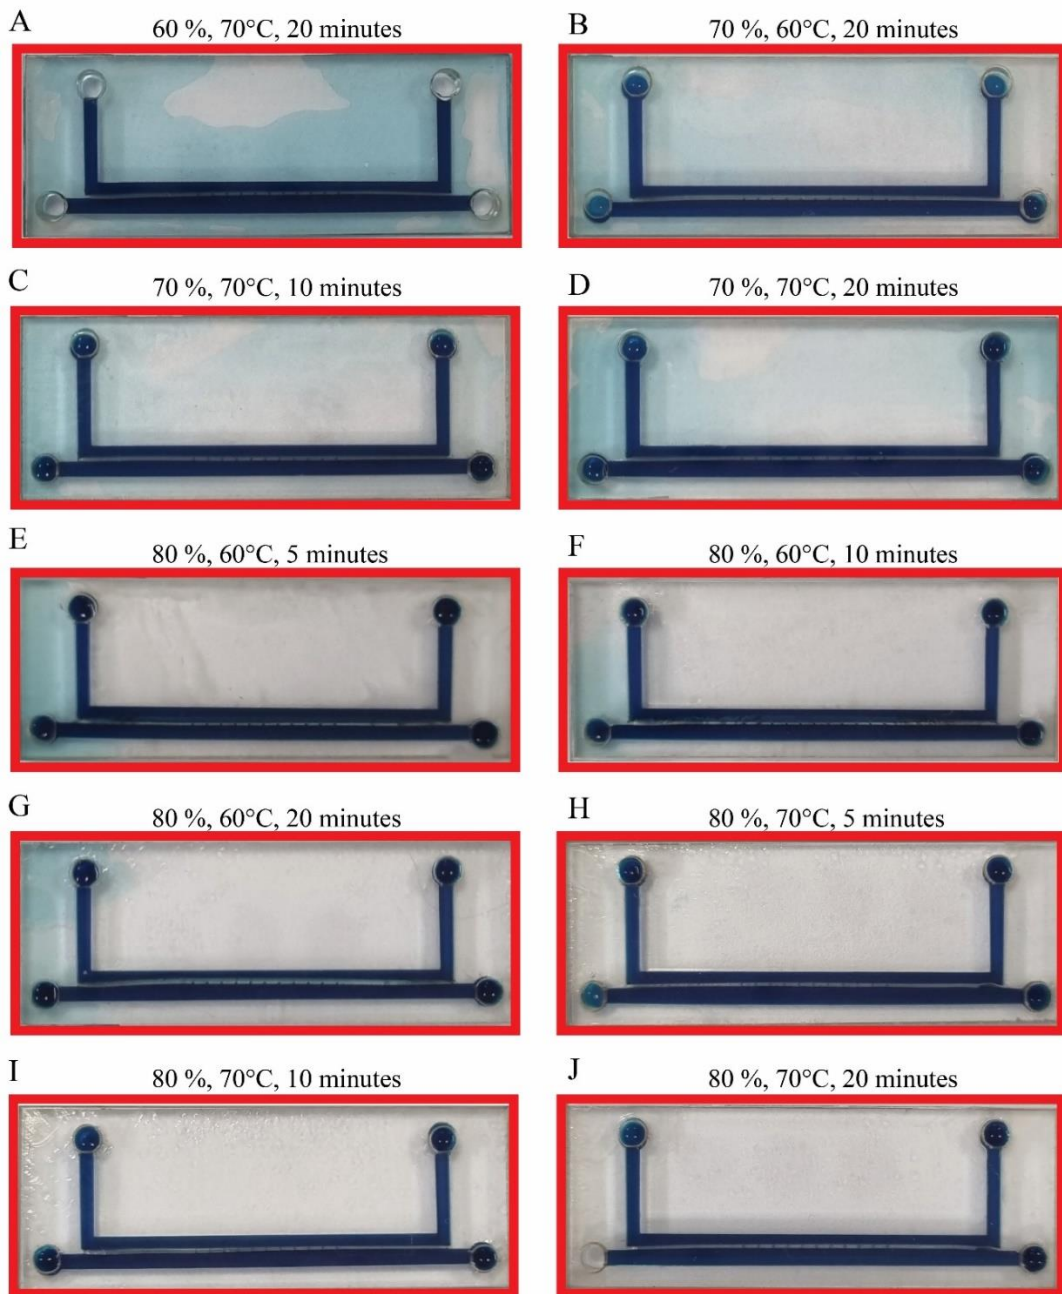 A
60 %, 70°C, 20 minutes
B
70 %, 60°C, 20 minutes
C
70 %, 70°C, 10 minutes
D
70 %, 70°C, 20 minutes
E
80 %, 60°C, 5 minutes
F
80 %, 60°C, 10 minutes
G
80 %, 60°C, 20 minutes
H
80 %, 70°C, 5 minutes
I
80 %, 70°C, 10 minutes
J
80 %, 70°C, 20 minutes